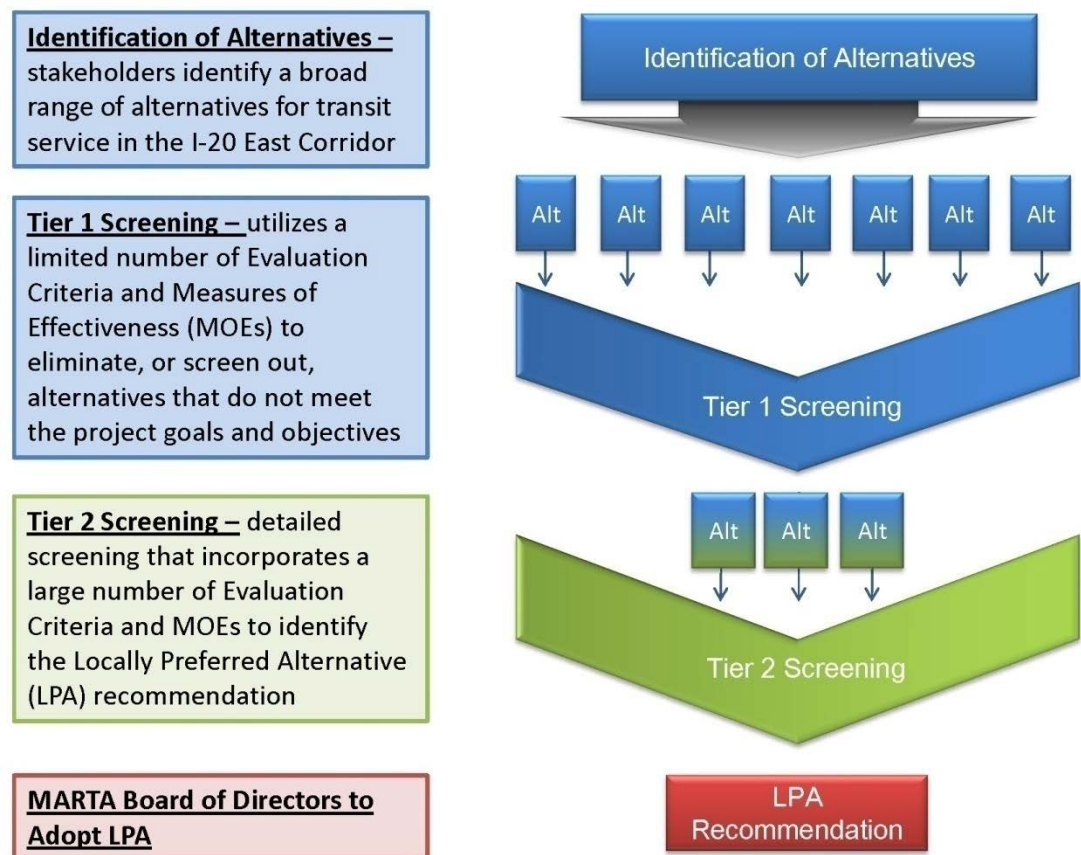 Identification of Alternatives –
stakeholders identify a broad
range of alternatives for transit
service in the I-20 East Corridor
Identification of Alternatives
Tier 1 Screening – utilizes a
limited number of Evaluation
Criteria and Measures of
Effectiveness (MOEs) to
eliminate, or screen out,
alternatives that do not meet
the project goals and objectives
Alt Alt Alt Alt Alt Alt Alt
Tier 1 Screening
Tier 2 Screening – detailed
screening that incorporates a
large number of Evaluation
Criteria and MOEs to identify
the Locally Preferred Alternative
(LPA) recommendation
Alt Alt Alt
Tier 2 Screening
MARTA Board of Directors to
Adopt LPA
LPA
Recommendation